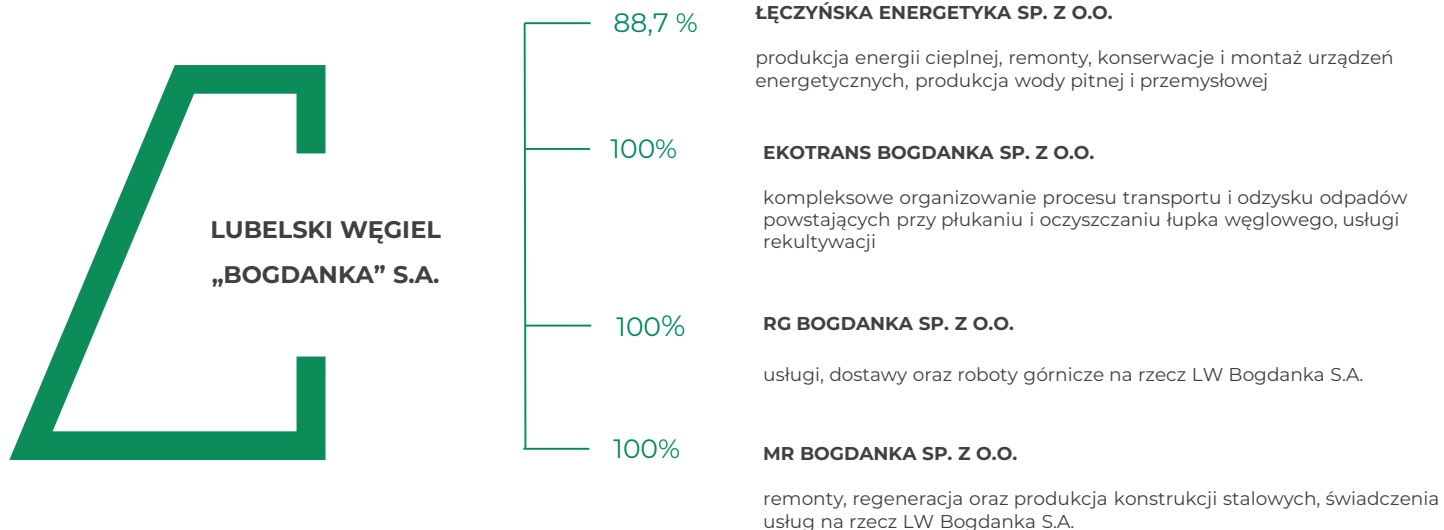 LUBELSKI WĘGIEL
„BOGDANKA” S.A.
88,7 %
ŁĘCZYŃSKA ENERGETYKA SP. Z O.O.
produkcja energii cieplnej, remonty, konserwacje i montaż urządzeń
energetycznych, produkcja wody pitnej i przemysłowej
100%
EKOTRANS BOGDANKA SP. Z O.O.
kompleksowe organizowanie procesu transportu i odzysku odpadów
powstających przy płukaniu i oczyszczaniu łupka węglowego, usługi
rekultywacji
100%
RG BOGDANKA SP. Z O.O.
usługi, dostawy oraz roboty górnicze na rzecz LW Bogdanka S.A.
100%
MR BOGDANKA SP. Z O.O.
remonty, regeneracja oraz produkcja konstrukcji stalowych, świadczenia
usług na rzecz LW Bogdanka S.A.